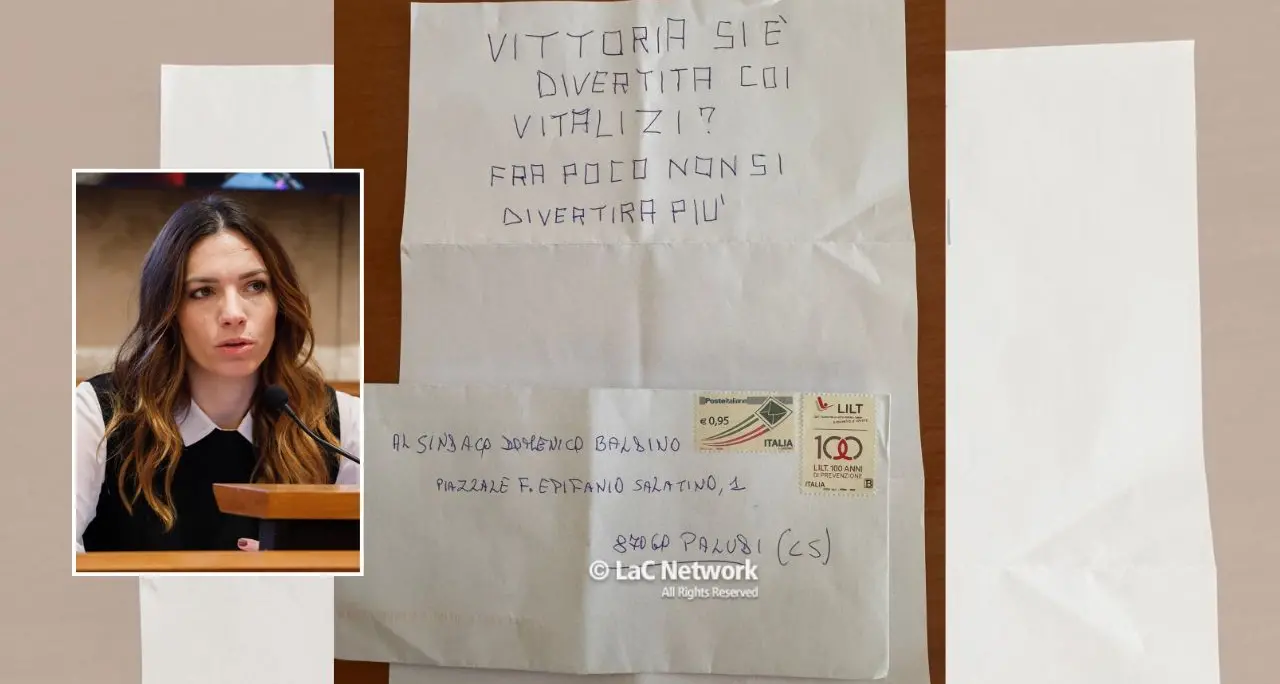 VITTORIA SI È
DIVERTITA COI
VITALIZI?
FRA POCO NON SI
DIVERTIRA PIU'
Posteitaliane
€ 0,95
ITALIA
LILT
100
LILT. 100 ANNI
DI PREVENZIONE
ITALIA
B
AL SINDACO DOMENICO BALDINO
PIAZZALE F. EPIFANIO SALATINO, 1
87060 PALUDI (CS)
© LaC Network
All Rights Reserved